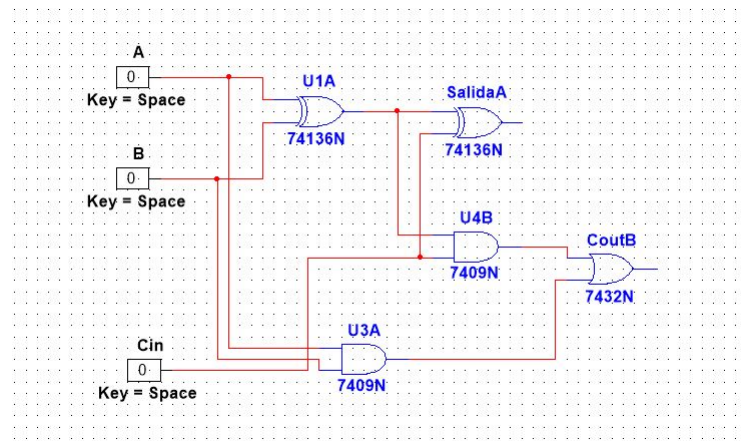 A
0
Key = Space
U1A
74136N
SalidaA
74136N
B
0
Key = Space
U4B
7409N
CoutB
7432N
U3A
7409N
Cin
0
Key = Space